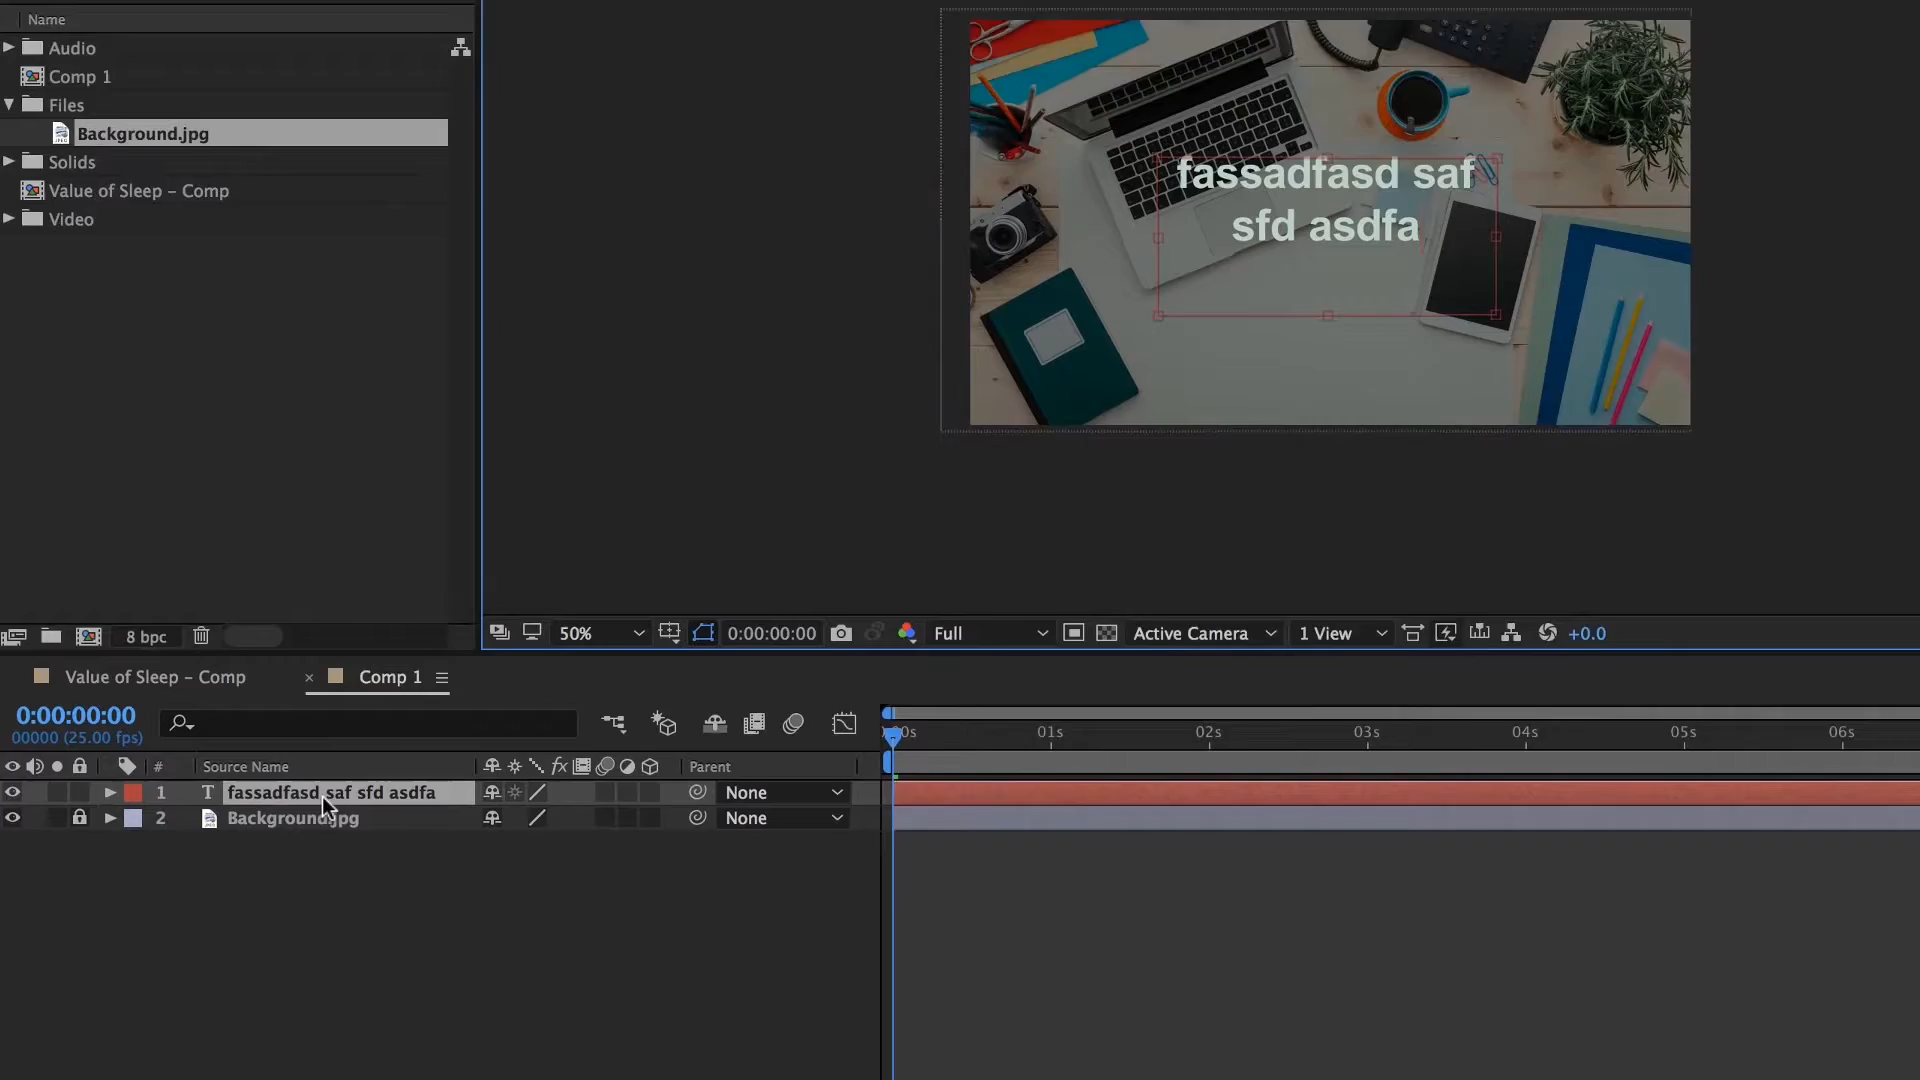 Name
Audio
Comp 1
Files
Background.jpg
Solids
Value of Sleep – Comp
Video
fassadfasd saf
sfd asdfa
8 bpc
50%
0:00:00:00
Full
Active Camera
1 View
+0.0
Value of Sleep – Comp
× Comp 1
0:00:00:00
00000 (25.00 fps)
01s 02s 03s 04s 05s 06s
# Source Name fx Parent
1 T fassadfasd saf sfd asdfa None
2 Background.jpg None